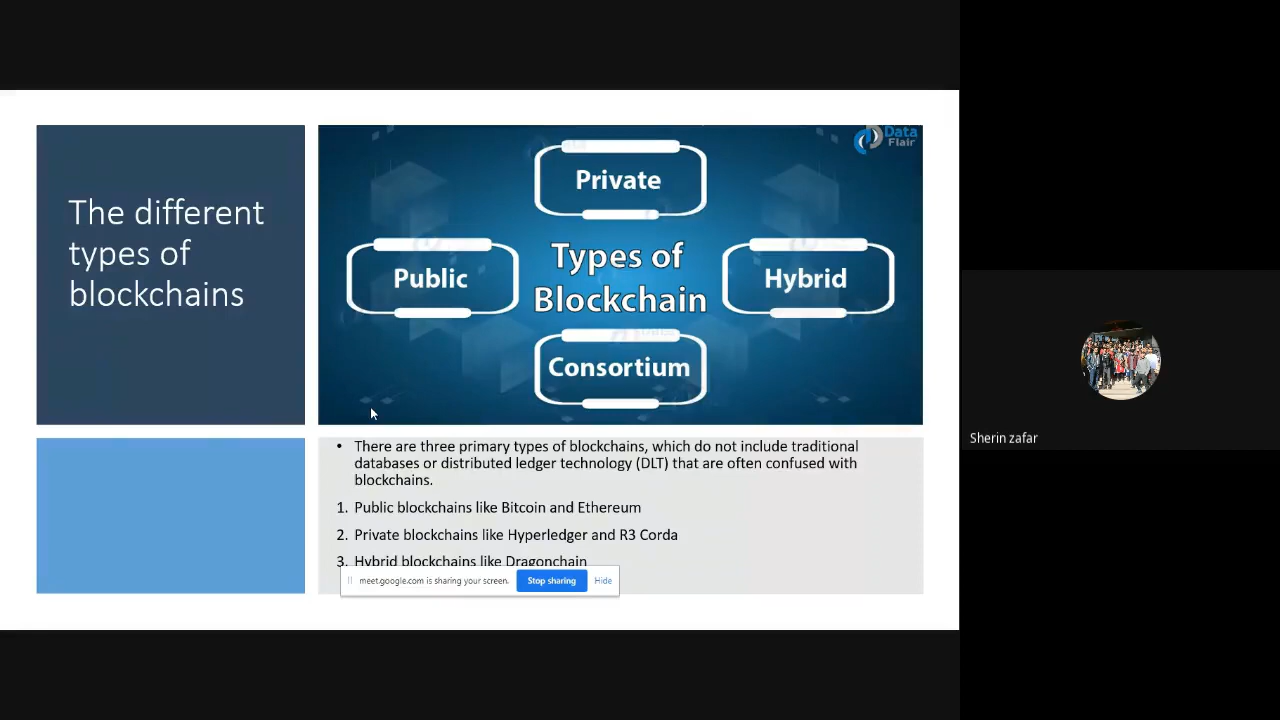 The different
types of
blockchains
Data
Flair
Private
Public
Types of
Blockchain
Hybrid
Consortium
• There are three primary types of blockchains, which do not include traditional
databases or distributed ledger technology (DLT) that are often confused with
blockchains.
1. Public blockchains like Bitcoin and Ethereum
2. Private blockchains like Hyperledger and R3 Corda
3. Hybrid blockchains like Dragonchain
meet.google.com is sharing your screen. Stop sharing Hide
Sherin zafar